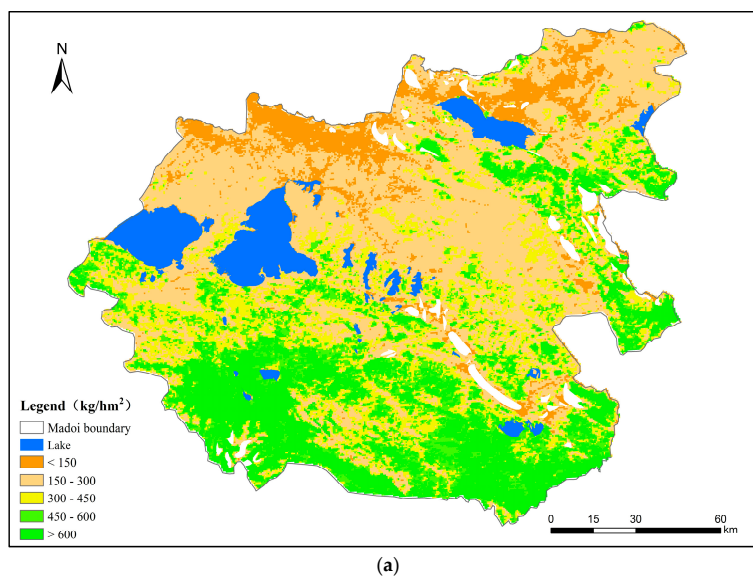 N
Legend（kg/hm²）
Madoi boundary
Lake
< 150
150 - 300
300 - 450
450 - 600
> 600
0 15 30 60
km
(a)